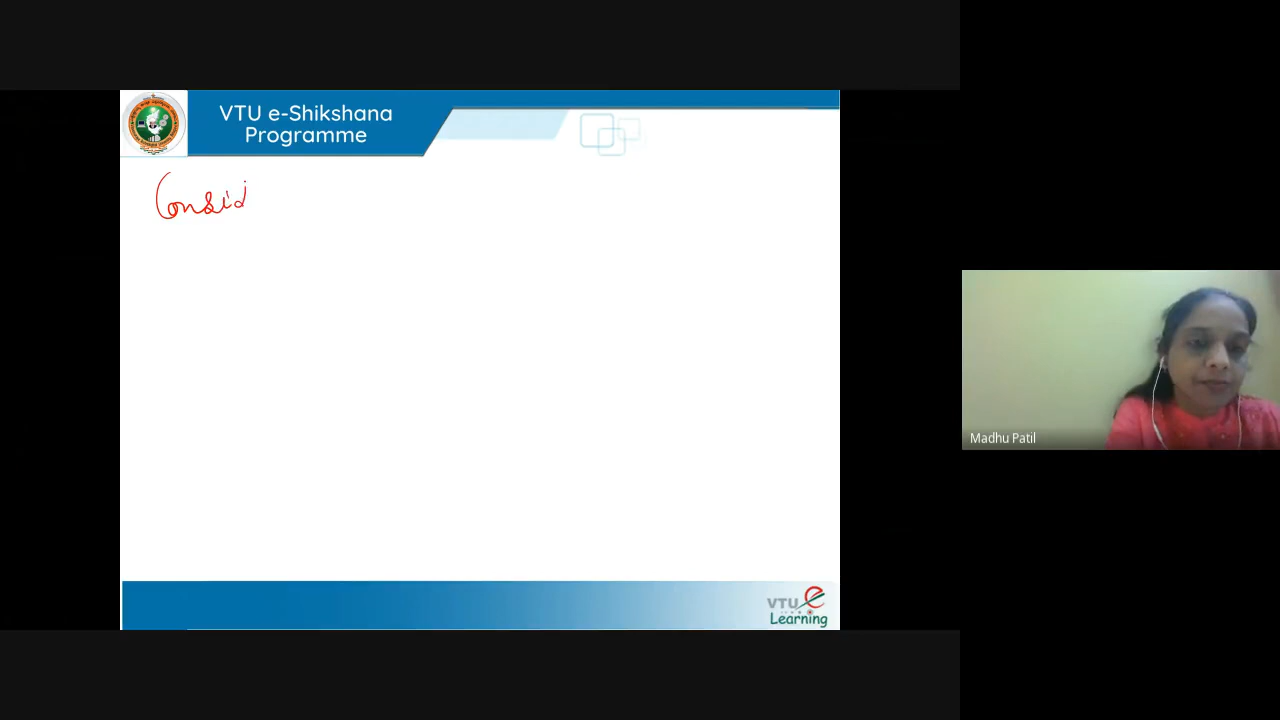 VTU e-Shikshana
Programme
Consid
Madhu Patil
VTU e
Learning